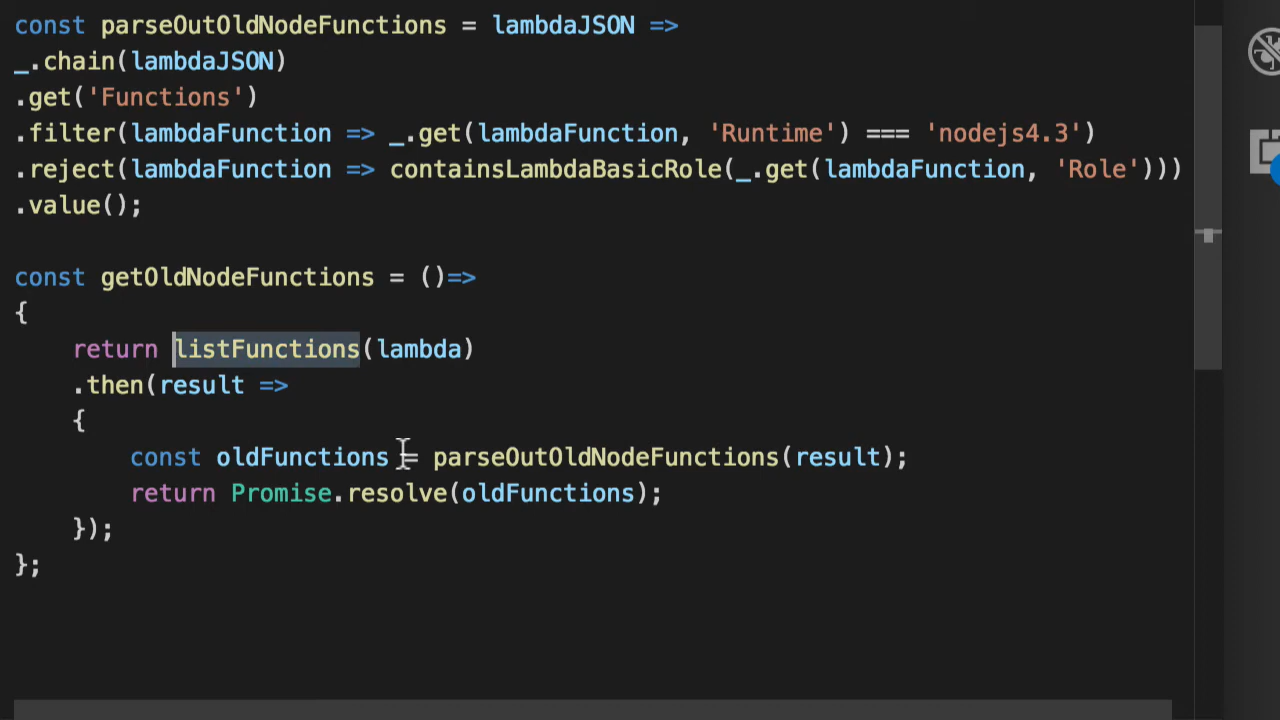 const parseOutOldNodeFunctions = lambdaJSON =>
_.chain(lambdaJSON)
.get('Functions')
.filter(lambdaFunction => _.get(lambdaFunction, 'Runtime') === 'nodejs4.3')
.reject(lambdaFunction => containsLambdaBasicRole(_.get(lambdaFunction, 'Role')))
.value();
const getOldNodeFunctions = ()=>
{
    return listFunctions(lambda)
    .then(result =>
    {
        const oldFunctions = parseOutOldNodeFunctions(result);
        return Promise.resolve(oldFunctions);
    });
};